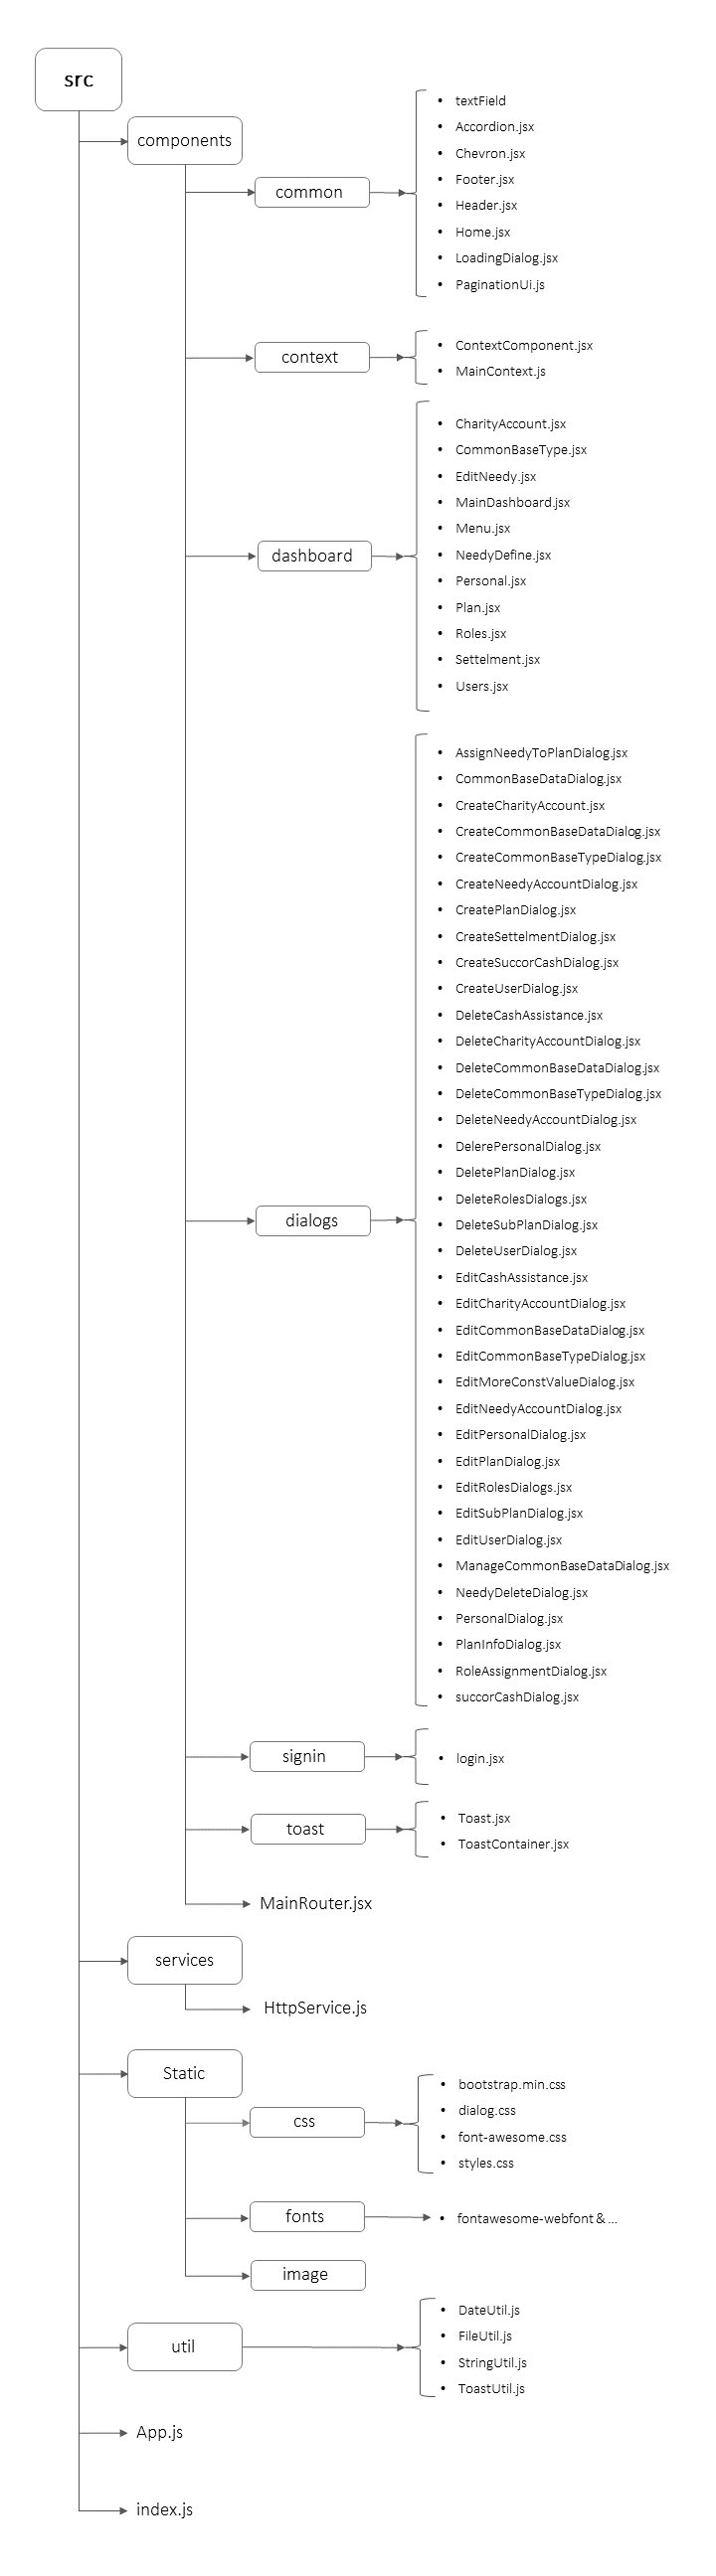 src
components
common
• textField
• Accordion.jsx
• Chevron.jsx
• Footer.jsx
• Header.jsx
• Home.jsx
• LoadingDialog.jsx
• PaginationUi.js
context
• ContextComponent.jsx
• MainContext.js
dashboard
• CharityAccount.jsx
• CommonBaseType.jsx
• EditNeedy.jsx
• MainDashboard.jsx
• Menu.jsx
• NeedyDefine.jsx
• Personal.jsx
• Plan.jsx
• Roles.jsx
• Settelment.jsx
• Users.jsx
dialogs
• AssignNeedyToPlanDialog.jsx
• CommonBaseDataDialog.jsx
• CreateCharityAccount.jsx
• CreateCommonBaseDataDialog.jsx
• CreateCommonBaseTypeDialog.jsx
• CreateNeedyAccountDialog.jsx
• CreatePlanDialog.jsx
• CreateSettelmentDialog.jsx
• CreateSuccorCashDialog.jsx
• CreateUserDialog.jsx
• DeleteCashAssistance.jsx
• DeleteCharityAccountDialog.jsx
• DeleteCommonBaseDataDialog.jsx
• DeleteCommonBaseTypeDialog.jsx
• DeleteNeedyAccountDialog.jsx
• DelerePersonalDialog.jsx
• DeletePlanDialog.jsx
• DeleteRolesDialogs.jsx
• DeleteSubPlanDialog.jsx
• DeleteUserDialog.jsx
• EditCashAssistance.jsx
• EditCharityAccountDialog.jsx
• EditCommonBaseDataDialog.jsx
• EditCommonBaseTypeDialog.jsx
• EditMoreConstValueDialog.jsx
• EditNeedyAccountDialog.jsx
• EditPersonalDialog.jsx
• EditPlanDialog.jsx
• EditRolesDialogs.jsx
• EditSubPlanDialog.jsx
• EditUserDialog.jsx
• ManageCommonBaseDataDialog.jsx
• NeedyDeleteDialog.jsx
• PersonalDialog.jsx
• PlanInfoDialog.jsx
• RoleAssignmentDialog.jsx
• succorCashDialog.jsx
signin
• login.jsx
toast
• Toast.jsx
• ToastContainer.jsx
MainRouter.jsx
services
HttpService.js
Static
css
• bootstrap.min.css
• dialog.css
• font-awesome.css
• styles.css
fonts
• fontawesome-webfont & ...
image
util
• DateUtil.js
• FileUtil.js
• StringUtil.js
• ToastUtil.js
App.js
index.js